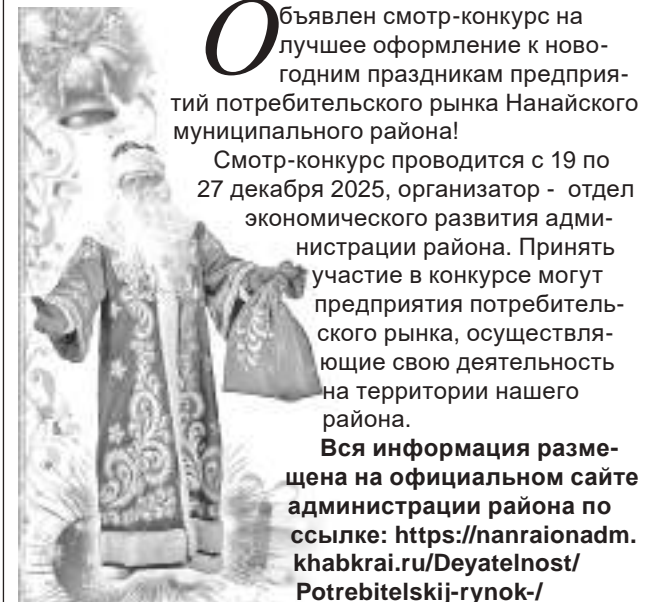 Объявлен смотр-конкурс на
лучшее оформление к ново-
годним праздникам предприя-
тий потребительского рынка Нанайского
муниципального района!
Смотр-конкурс проводится с 19 по
27 декабря 2025, организатор - отдел
экономического развития адми-
нистрации района. Принять
участие в конкурсе могут
предприятия потребитель-
ского рынка, осуществля-
ющие свою деятельность
на территории нашего
района.
Вся информация разме-
щена на официальном сайте
администрации района по
ссылке: https://nanraionadm.
khabkrai.ru/Deyatelnost/
Potrebitelskij-rynok-/